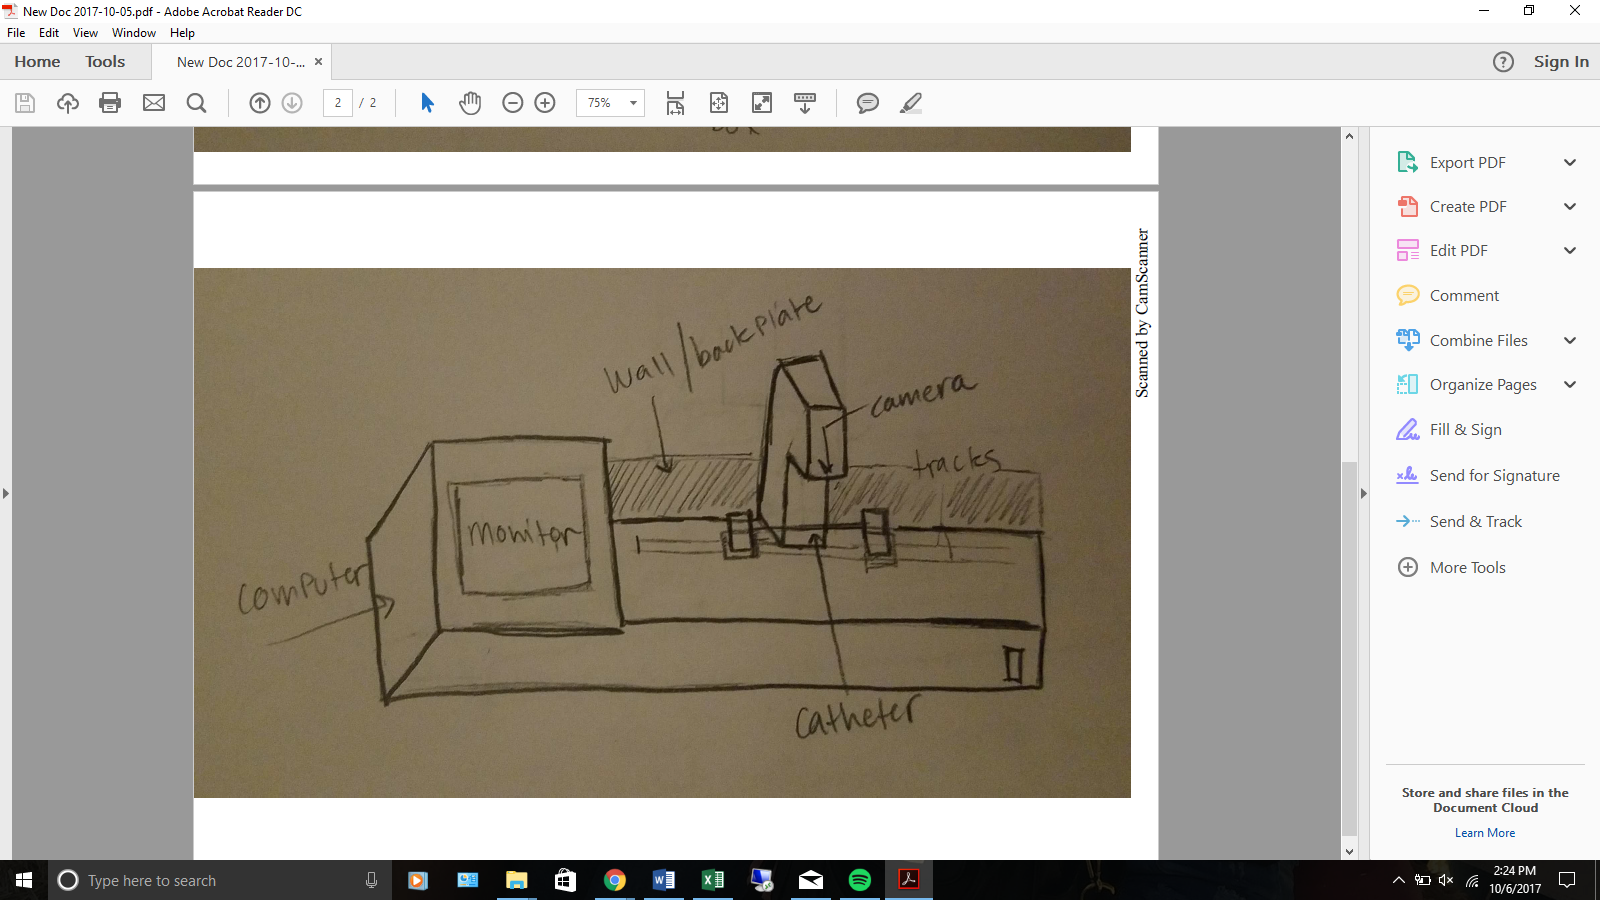 New Doc 2017-10-05.pdf - Adobe Acrobat Reader DC
File Edit View Window Help
Home Tools New Doc 2017-10-... × ? Sign In
2 / 2 75%
Export PDF
Create PDF
Edit PDF
Comment
Combine Files
Organize Pages
Fill & Sign
Send for Signature
Send & Track
More Tools
Store and share files in the
Document Cloud
Learn More
Scanned by CamScanner
wall/backplate
camera
tracks
monitor
computer
catheter
Type here to search
2:24 PM
10/6/2017